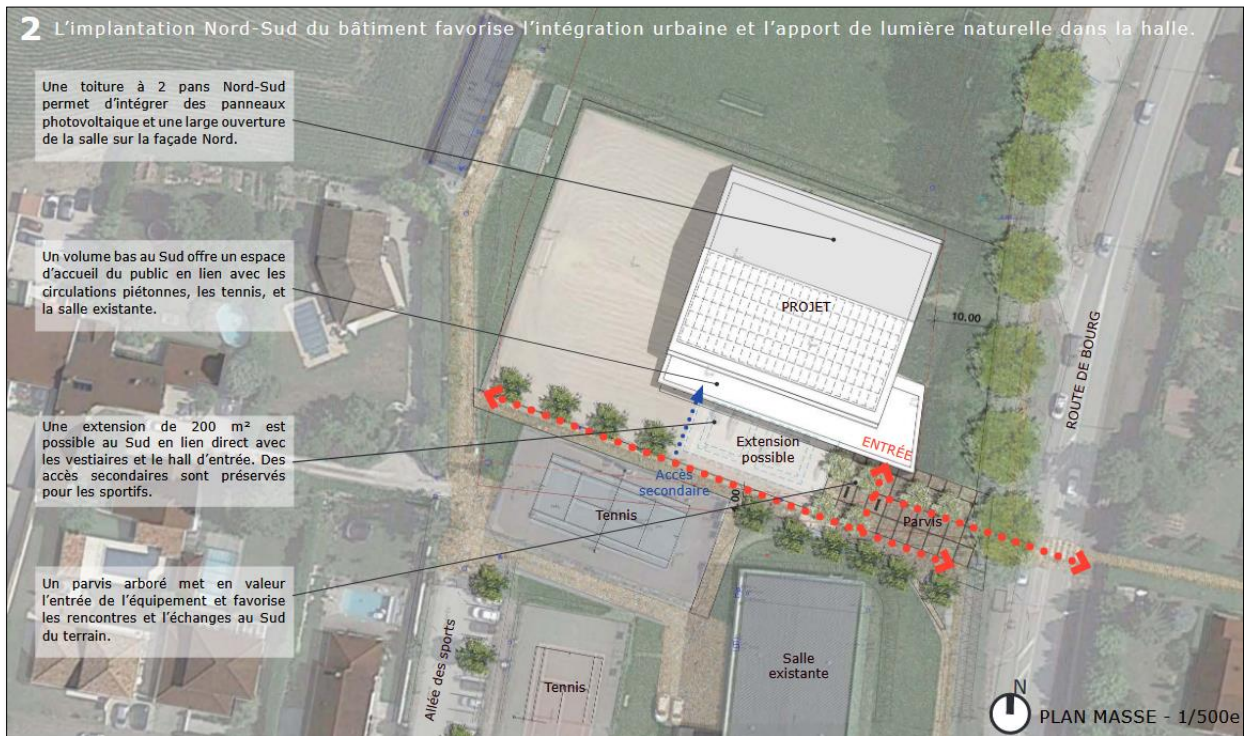 2 L'implantation Nord-Sud du bâtiment favorise l'intégration urbaine et l'apport de lumière naturelle dans la halle.
Une toiture à 2 pans Nord-Sud
permet d'intégrer des panneaux
photovoltaique et une large ouverture
de la salle sur la façade Nord.
Un volume bas au Sud offre un espace
d'accueil du public en lien avec les
circulations piétonnes, les tennis, et
la salle existante.
Une extension de 200 m² est
possible au Sud en lien direct avec
les vestiaires et le hall d'entrée. Des
accès secondaires sont préservés
pour les sportifs.
Un parvis arboré met en valeur
l'entrée de l'équipement et favorise
les rencontres et l'échanges au Sud
du terrain.
PROJET
10,00
ROUTE DE BOURG
ENTRÉE
Extension
possible
Accès
secondaire
Tennis
Parvis
Allée des sports
Tennis
Salle
existante
N
PLAN MASSE - 1/500e